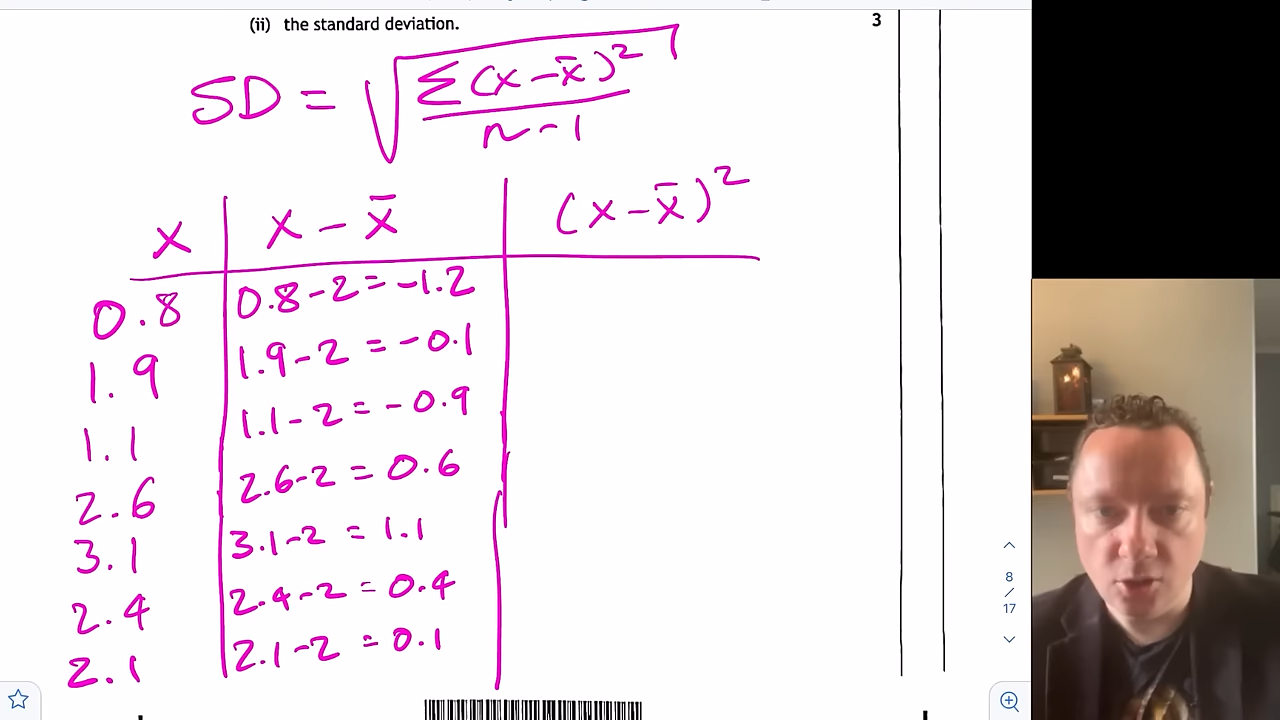 (ii) the standard deviation.
3
SD = √ Σ(x – x̄)²
n – 1
x | x – x̄ | (x – x̄)²
0.8 | 0.8 – 2 = –1.2
1.9 | 1.9 – 2 = –0.1
1.1 | 1.1 – 2 = –0.9
2.6 | 2.6 – 2 = 0.6
3.1 | 3.1 – 2 = 1.1
2.4 | 2.4 – 2 = 0.4
2.1 | 2.1 – 2 = 0.1
8
/
17